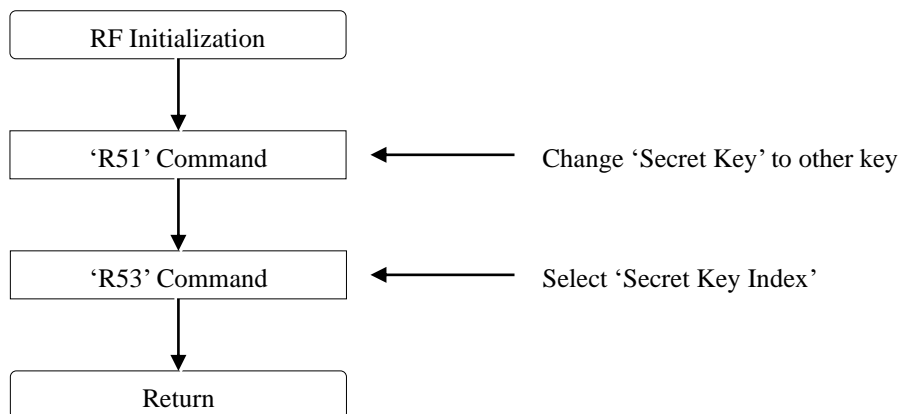 RF Initialization
‘R51’ Command
Change ‘Secret Key’ to other key
‘R53’ Command
Select ‘Secret Key Index’
Return